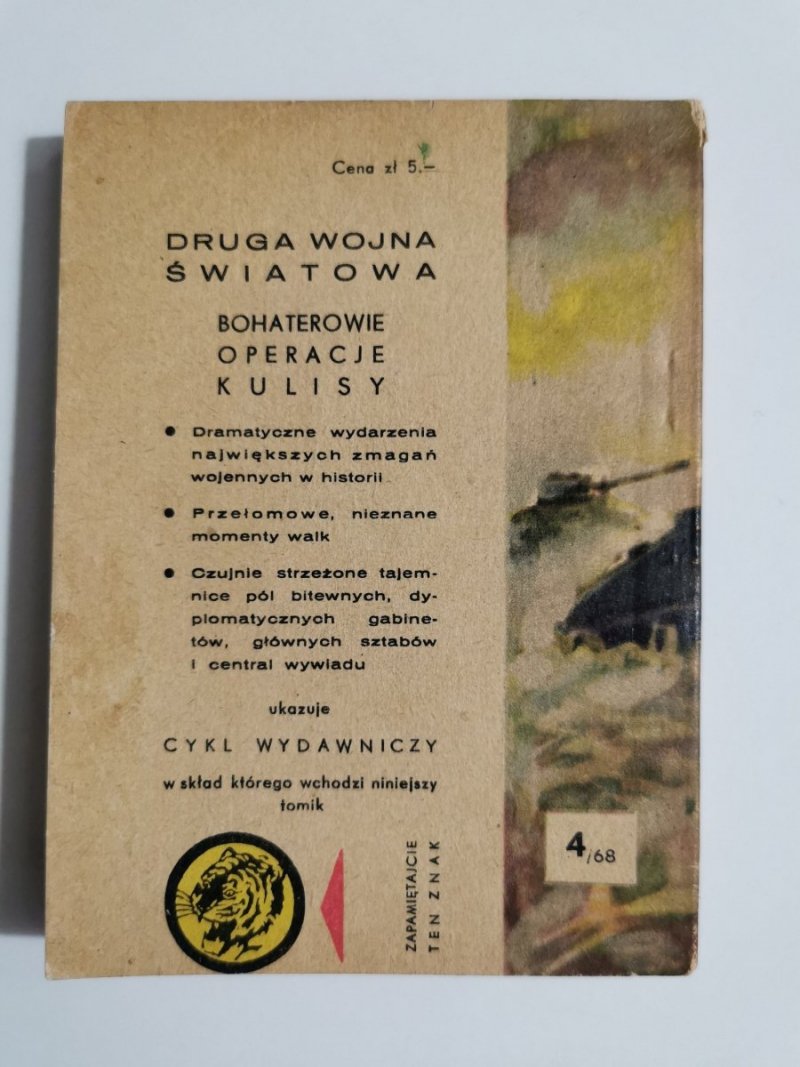 Cena zł 5.—
DRUGA WOJNA
ŚWIATOWA
BOHATEROWIE
OPERACJE
KULISY
● Dramatyczne wydarzenia
największych zmagań
wojennych w historii
● Przełomowe, nieznane
momenty walk
● Czujnie strzeżone tajem-
nice pól bitewnych, dy-
plomatycznych gabine-
tów, głównych sztabów
i central wywiadu
ukazuje
CYKL WYDAWNICZY
w skład którego wchodzi niniejszy
tomik
ZAPAMIĘTAJCIE
TEN ZNAK
4/68